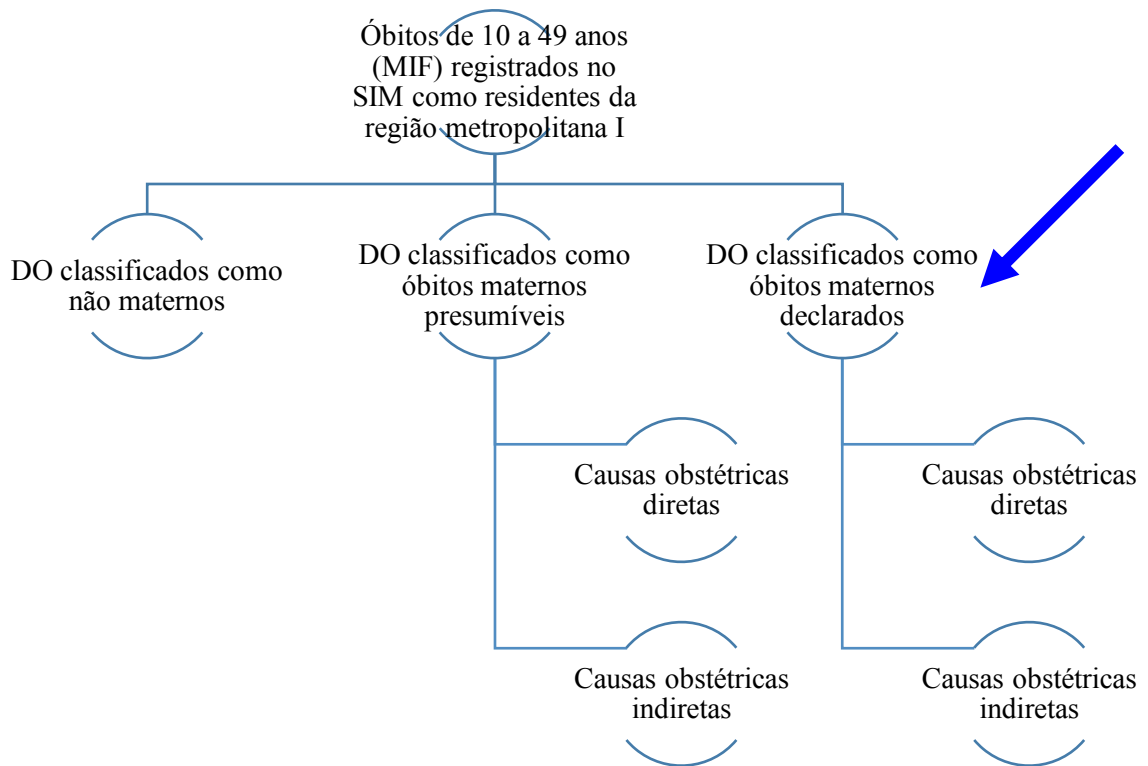 Óbitos de 10 a 49 anos
(MIF) registrados no
SIM como residentes da
região metropolitana I
DO classificados como
não maternos
DO classificados como
óbitos maternos
presumíveis
DO classificados como
óbitos maternos
declarados
Causas obstétricas
diretas
Causas obstétricas
diretas
Causas obstétricas
indiretas
Causas obstétricas
indiretas